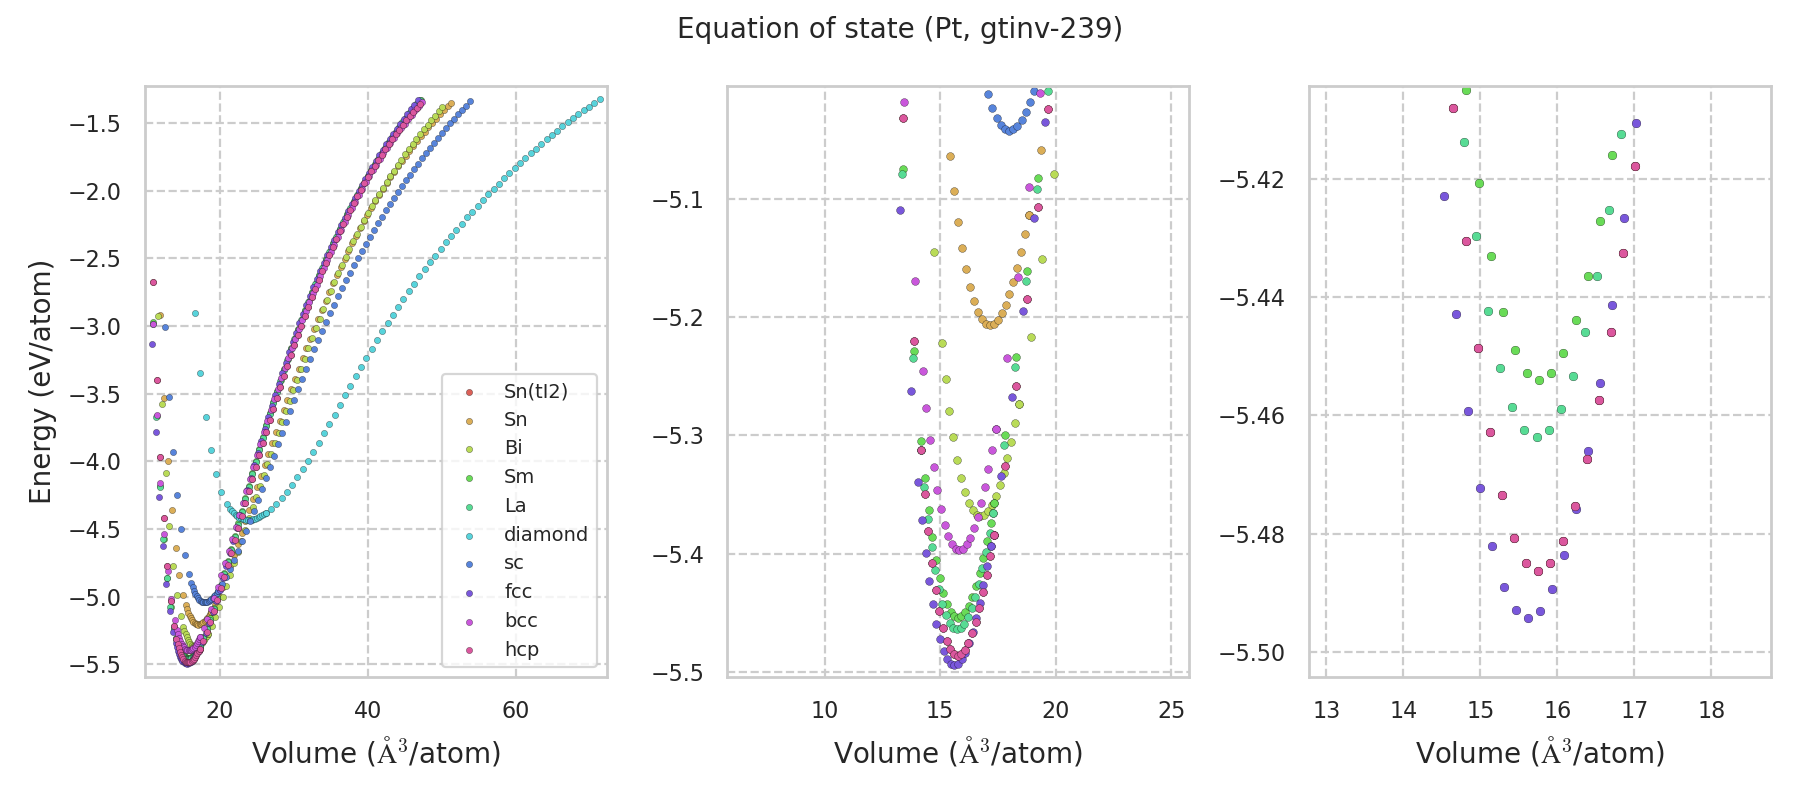 Equation of state (Pt, gtinv-239)
Energy (eV/atom)
−1.5
−2.0
−2.5
−3.0
−3.5
−4.0
−4.5
−5.0
−5.5
20 40 60
Volume (Å³/atom)
Sn(tI2)
Sn
Bi
Sm
La
diamond
sc
fcc
bcc
hcp
−5.1
−5.2
−5.3
−5.4
−5.5
10 15 20 25
Volume (Å³/atom)
−5.42
−5.44
−5.46
−5.48
−5.50
13 14 15 16 17 18
Volume (Å³/atom)